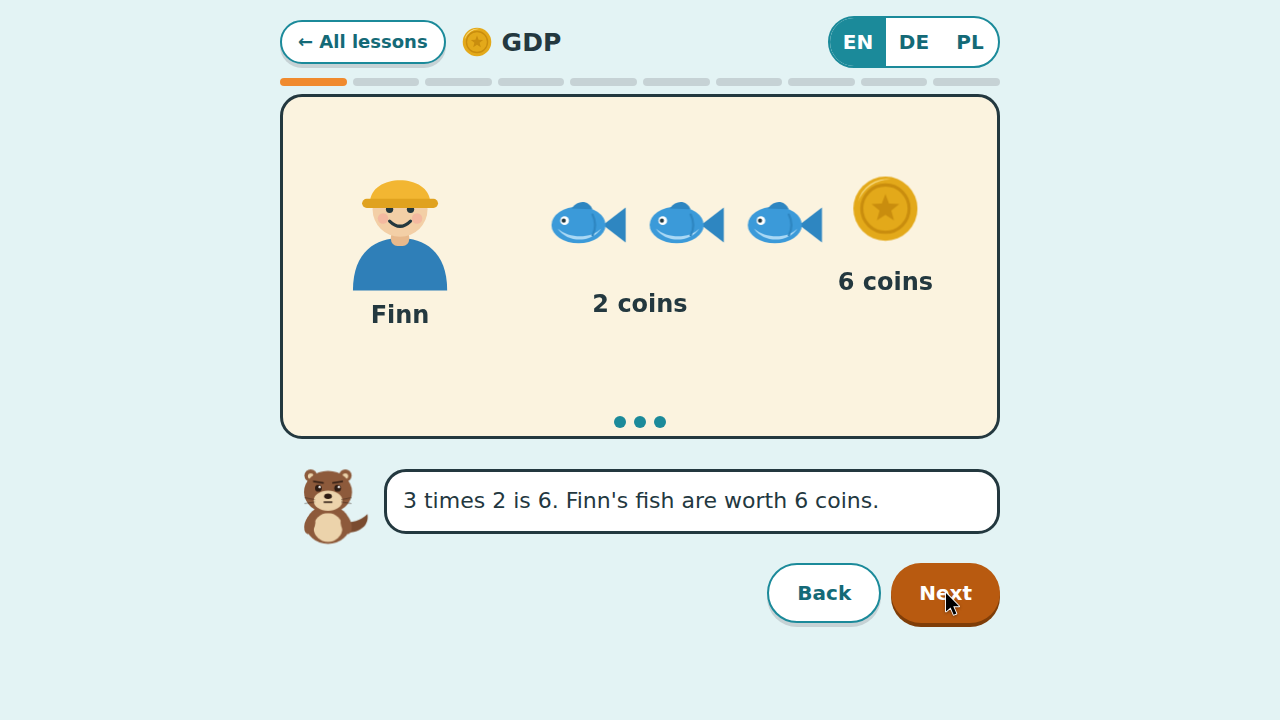 ← All lessons
GDP
EN DE PL
Finn
2 coins
6 coins
3 times 2 is 6. Finn's fish are worth 6 coins.
Back
Next